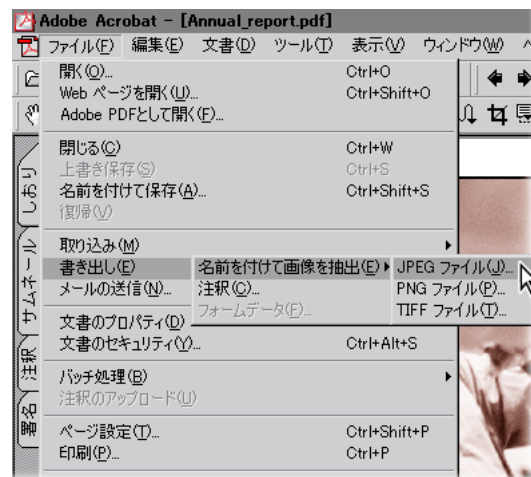 Adobe Acrobat - [Annual_report.pdf]
ファイル(F) 編集(E) 文書(D) ツール(T) 表示(V) ウィンドウ(W)
開く(O)... Ctrl+O
Web ページを開く(U)... Ctrl+Shift+O
Adobe PDFとして開く(F)...
閉じる(C) Ctrl+W
上書き保存(S) Ctrl+S
名前を付けて保存(A)... Ctrl+Shift+S
復帰(V)
取り込み(M)
書き出し(E) 名前を付けて画像を抽出(E) JPEG ファイル(J)...
メールの送信(N)... 注釈(C)... PNG ファイル(P)...
フォームデータ(F)... TIFF ファイル(T)...
文書のプロパティ(D)
文書のセキュリティ(Y)... Ctrl+Alt+S
バッチ処理(B)
注釈のアップロード(U)
ページ設定(T)... Ctrl+Shift+P
印刷(P)... Ctrl+P
しおり
サムネール
注釈
署名